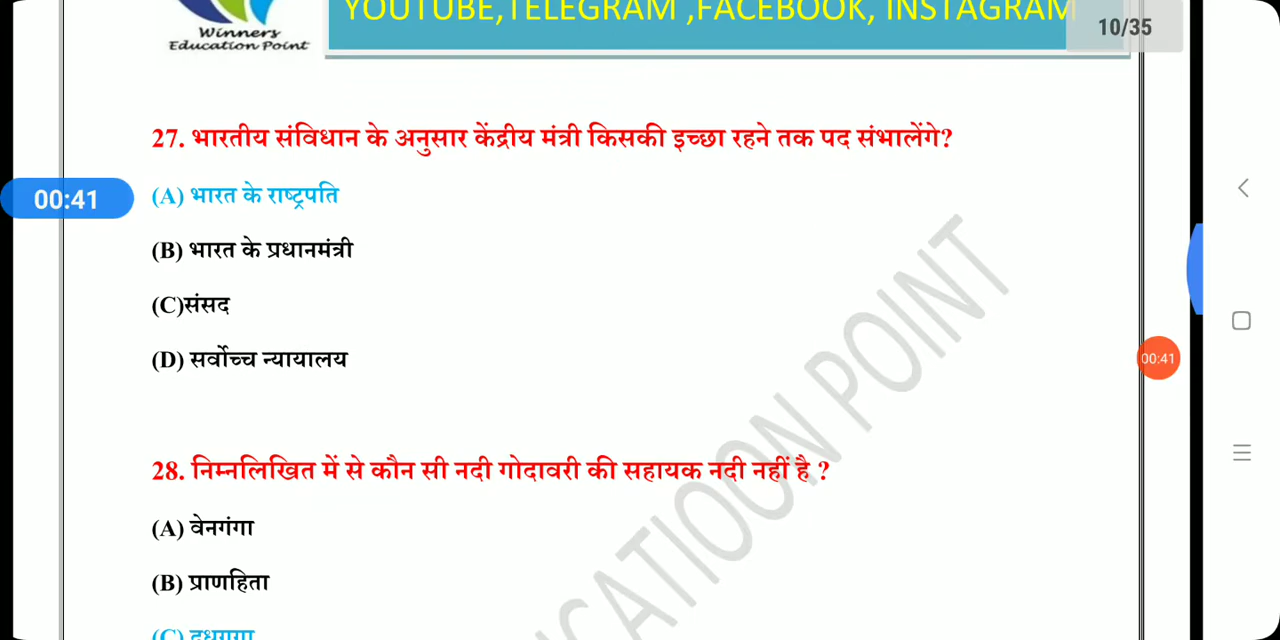 YOUTUBE,TELEGRAM ,FACEBOOK, INSTAGRAM
10/35
Winners
Education Point
27. भारतीय संविधान के अनुसार केंद्रीय मंत्री किसकी इच्छा रहने तक पद संभालेंगे?
00:41
(A) भारत के राष्ट्रपति
(B) भारत के प्रधानमंत्री
(C)संसद
(D) सर्वोच्च न्यायालय
00:41
28. निम्नलिखित में से कौन सी नदी गोदावरी की सहायक नदी नहीं है ?
(A) वेनगंगा
(B) प्राणहिता
(C)
EDUCATIOON POINT